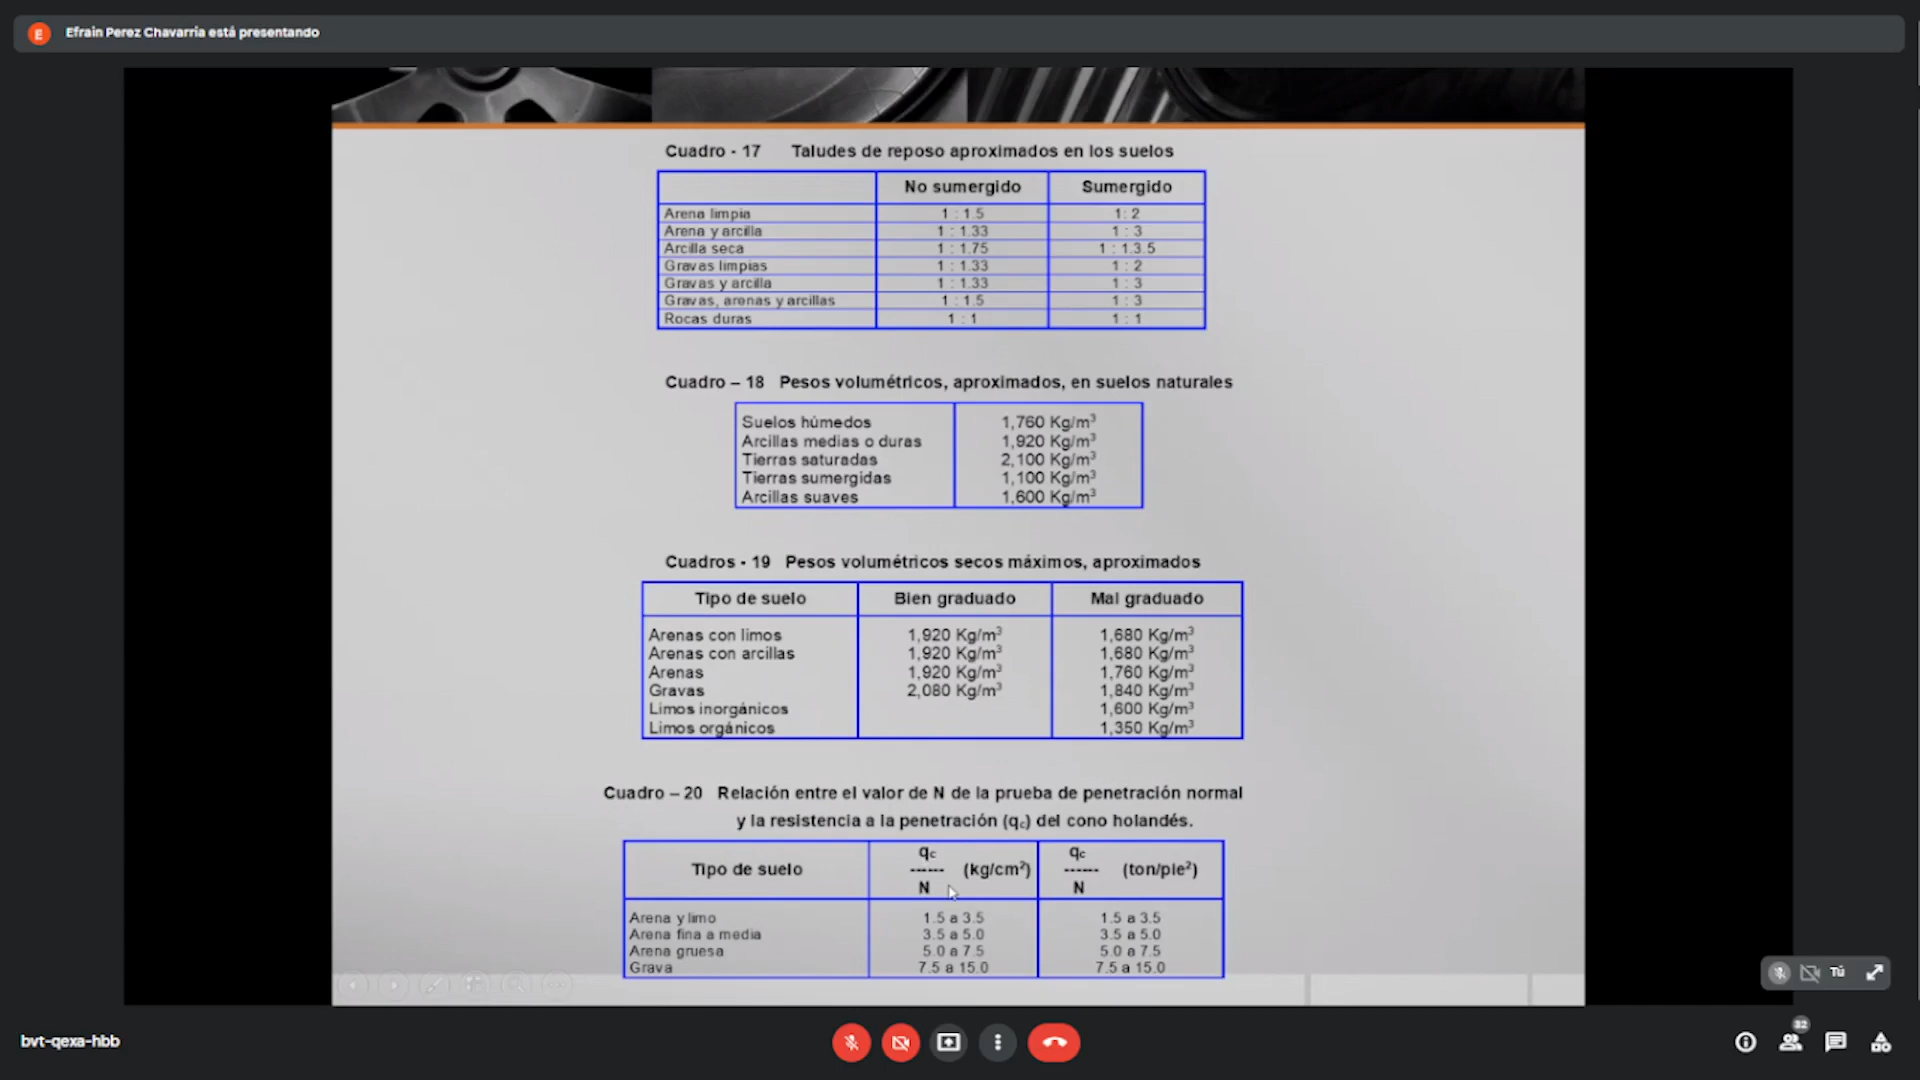 E Efrain Perez Chavarria está presentando
Cuadro - 17 Taludes de reposo aproximados en los suelos
No sumergido Sumergido
Arena limpia 1 : 1.5 1: 2
Arena y arcilla 1 : 1.33 1 : 3
Arcilla seca 1 : 1.75 1 : 1.3.5
Gravas limpias 1 : 1.33 1 : 2
Gravas y arcilla 1 : 1.33 1 : 3
Gravas, arenas y arcillas 1 : 1.5 1 : 3
Rocas duras 1 : 1 1 : 1
Cuadro – 18 Pesos volumétricos, aproximados, en suelos naturales
Suelos húmedos 1,760 Kg/m³
Arcillas medias o duras 1,920 Kg/m³
Tierras saturadas 2,100 Kg/m³
Tierras sumergidas 1,100 Kg/m³
Arcillas suaves 1,600 Kg/m³
Cuadros - 19 Pesos volumétricos secos máximos, aproximados
Tipo de suelo Bien graduado Mal graduado
Arenas con limos 1,920 Kg/m³ 1,680 Kg/m³
Arenas con arcillas 1,920 Kg/m³ 1,680 Kg/m³
Arenas 1,920 Kg/m³ 1,760 Kg/m³
Gravas 2,080 Kg/m³ 1,840 Kg/m³
Limos inorgánicos 1,600 Kg/m³
Limos orgánicos 1,350 Kg/m³
Cuadro – 20 Relación entre el valor de N de la prueba de penetración normal
y la resistencia a la penetración (qc) del cono holandés.
qc qc
Tipo de suelo ------ (kg/cm²) ------ (ton/pie²)
N N
Arena y limo 1.5 a 3.5 1.5 a 3.5
Arena fina a media 3.5 a 5.0 3.5 a 5.0
Arena gruesa 5.0 a 7.5 5.0 a 7.5
Grava 7.5 a 15.0 7.5 a 15.0
Tú
bvt-qexa-hbb
32